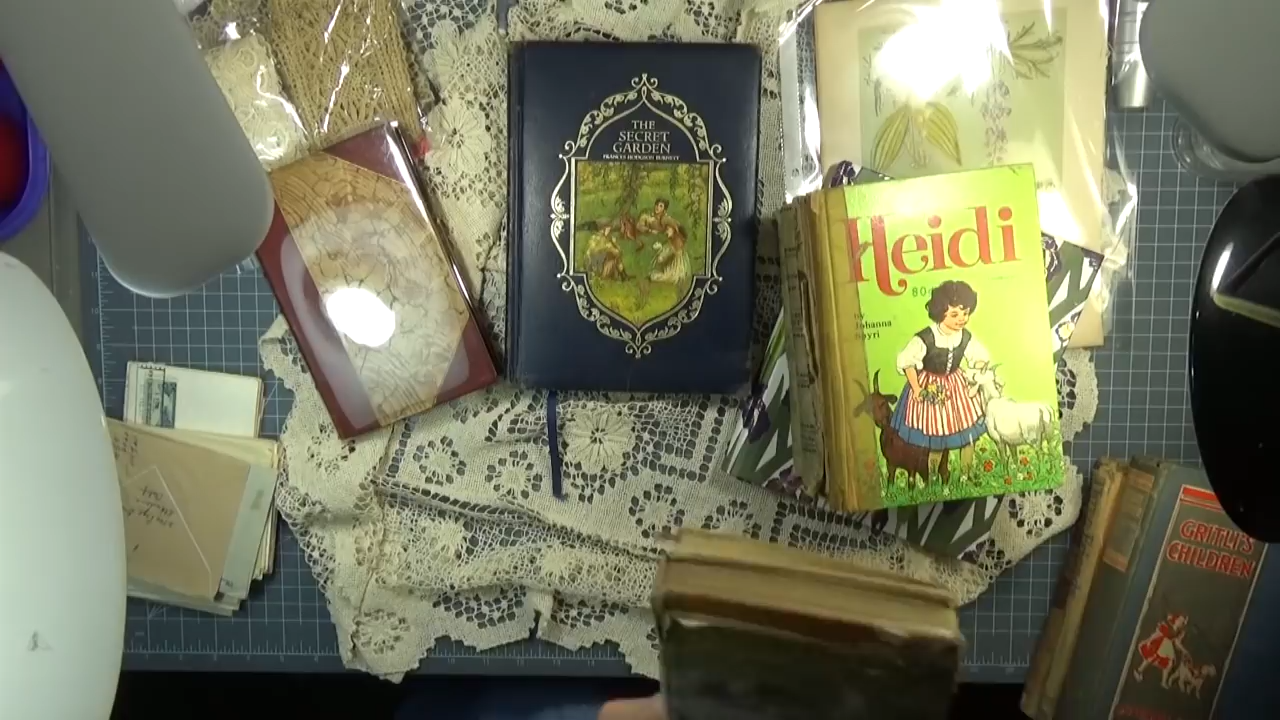 THE
SECRET
GARDEN
FRANCES HODGSON BURNETT
Heidi
by
Johanna
Spyri
GRITLI'S
CHILDREN